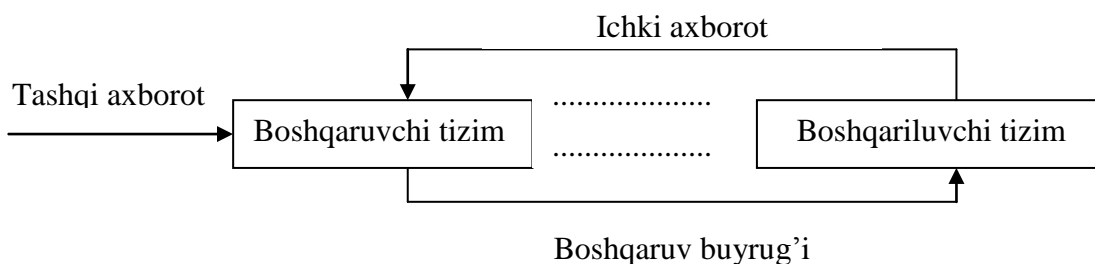 Ichki axborot
Tashqi axborot
....................
Boshqaruvchi tizim
Boshqariluvchi tizim
....................
Boshqaruv buyrug’i